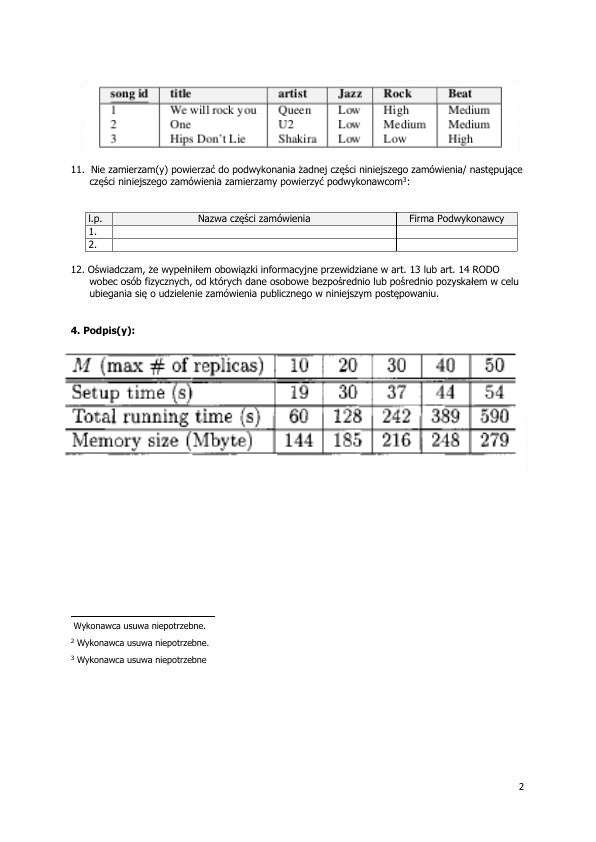 song id title artist Jazz Rock Beat
1 We will rock you Queen Low High Medium
2 One U2 Low Medium Medium
3 Hips Don't Lie Shakira Low Low High
11. Nie zamierzam(y) powierzać do podwykonania żadnej części niniejszego zamówienia/ następujące
części niniejszego zamówienia zamierzamy powierzyć podwykonawcom³:
l.p. Nazwa części zamówienia Firma Podwykonawcy
1.
2.
12. Oświadczam, że wypełniłem obowiązki informacyjne przewidziane w art. 13 lub art. 14 RODO
wobec osób fizycznych, od których dane osobowe bezpośrednio lub pośrednio pozyskałem w celu
ubiegania się o udzielenie zamówienia publicznego w niniejszym postępowaniu.
4. Podpis(y):
M (max # of replicas) 10 20 30 40 50
Setup time (s) 19 30 37 44 54
Total running time (s) 60 128 242 389 590
Memory size (Mbyte) 144 185 216 248 279
Wykonawca usuwa niepotrzebne.
² Wykonawca usuwa niepotrzebne.
³ Wykonawca usuwa niepotrzebne
2